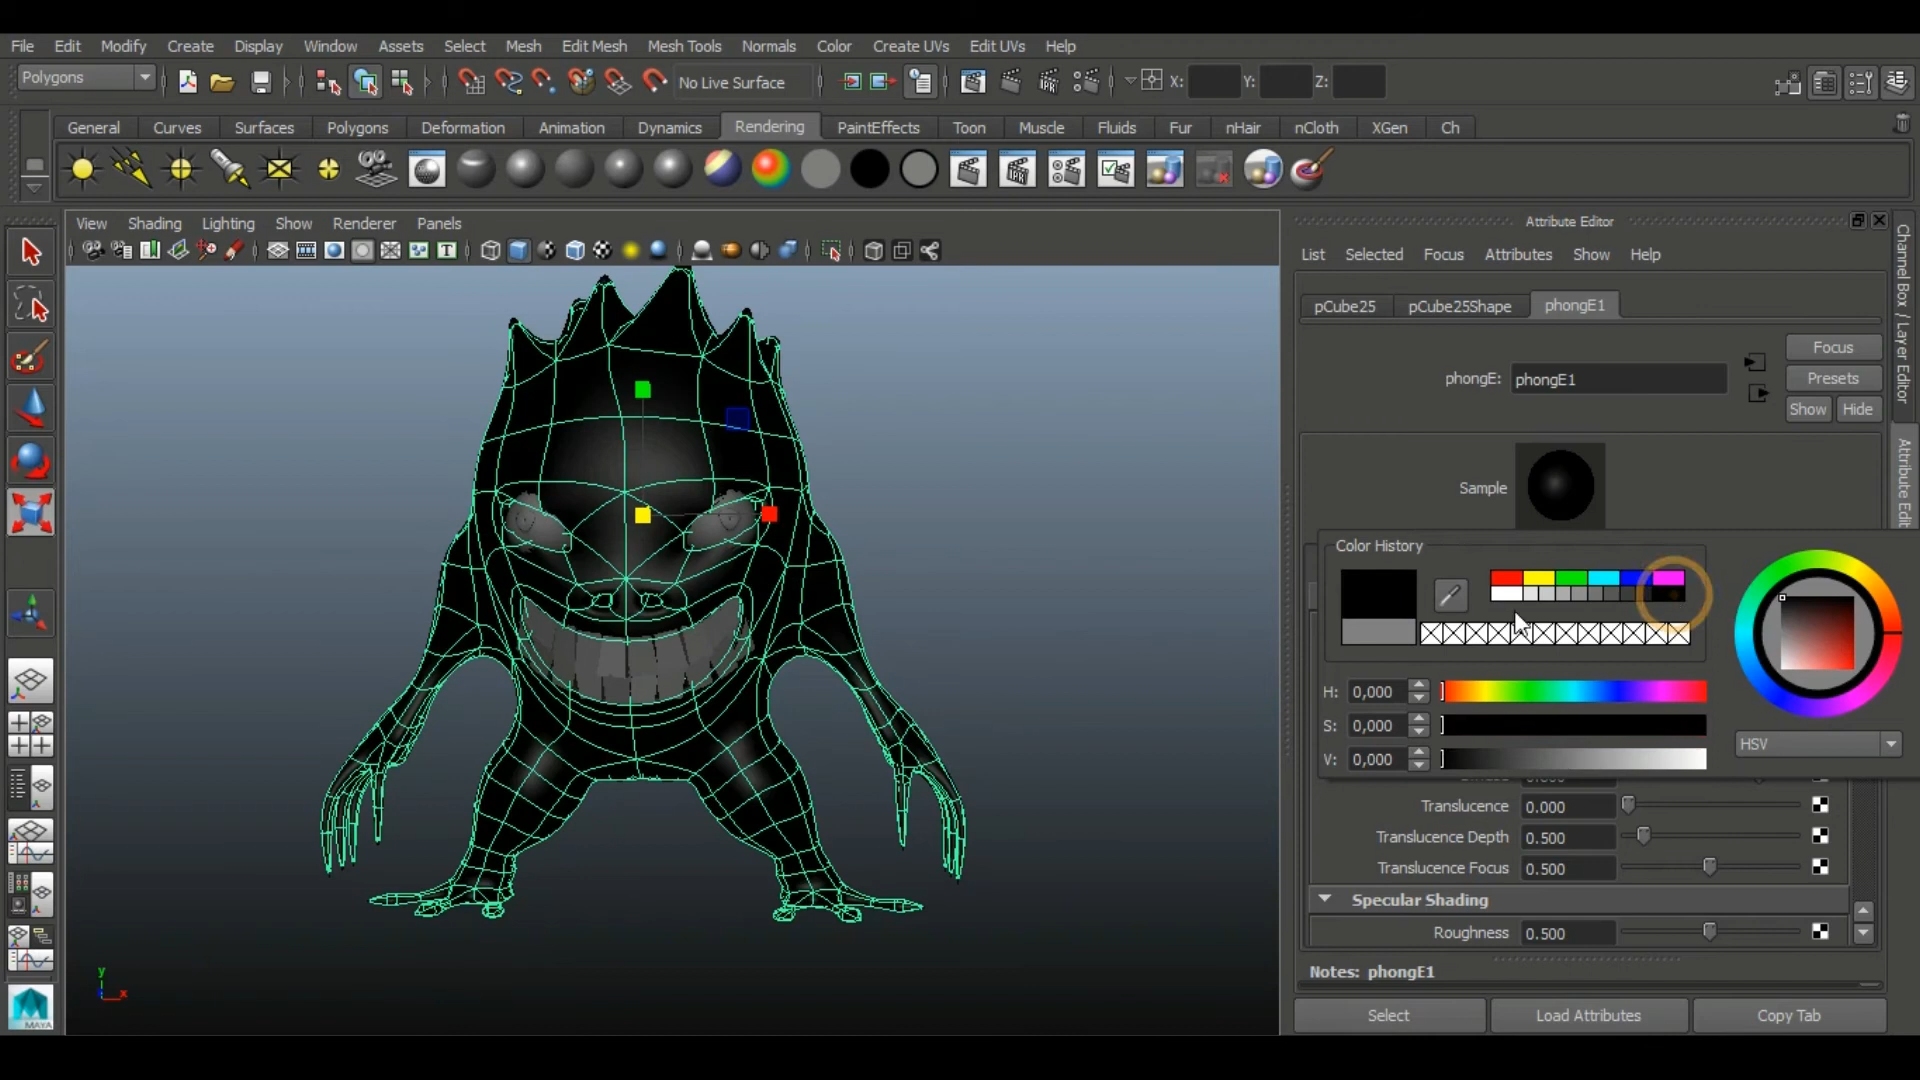 File Edit Modify Create Display Window Assets Select Mesh Edit Mesh Mesh Tools Normals Color Create UVs Edit UVs Help
Polygons No Live Surface X: Y: Z:
General Curves Surfaces Polygons Deformation Animation Dynamics Rendering PaintEffects Toon Muscle Fluids Fur nHair nCloth XGen Ch
IPR IPR
View Shading Lighting Show Renderer Panels
T
Attribute Editor
List Selected Focus Attributes Show Help
pCube25 pCube25Shape phongE1
Focus
phongE: phongE1
Presets
Show Hide
Sample
Color History
H: 0,000
S: 0,000
V: 0,000
HSV
Translucence 0.000
Translucence Depth 0.500
Translucence Focus 0.500
Specular Shading
Roughness 0.500
Notes: phongE1
Select Load Attributes Copy Tab
Channel Box / Layer Editor
Attribute
y
x
MAYA